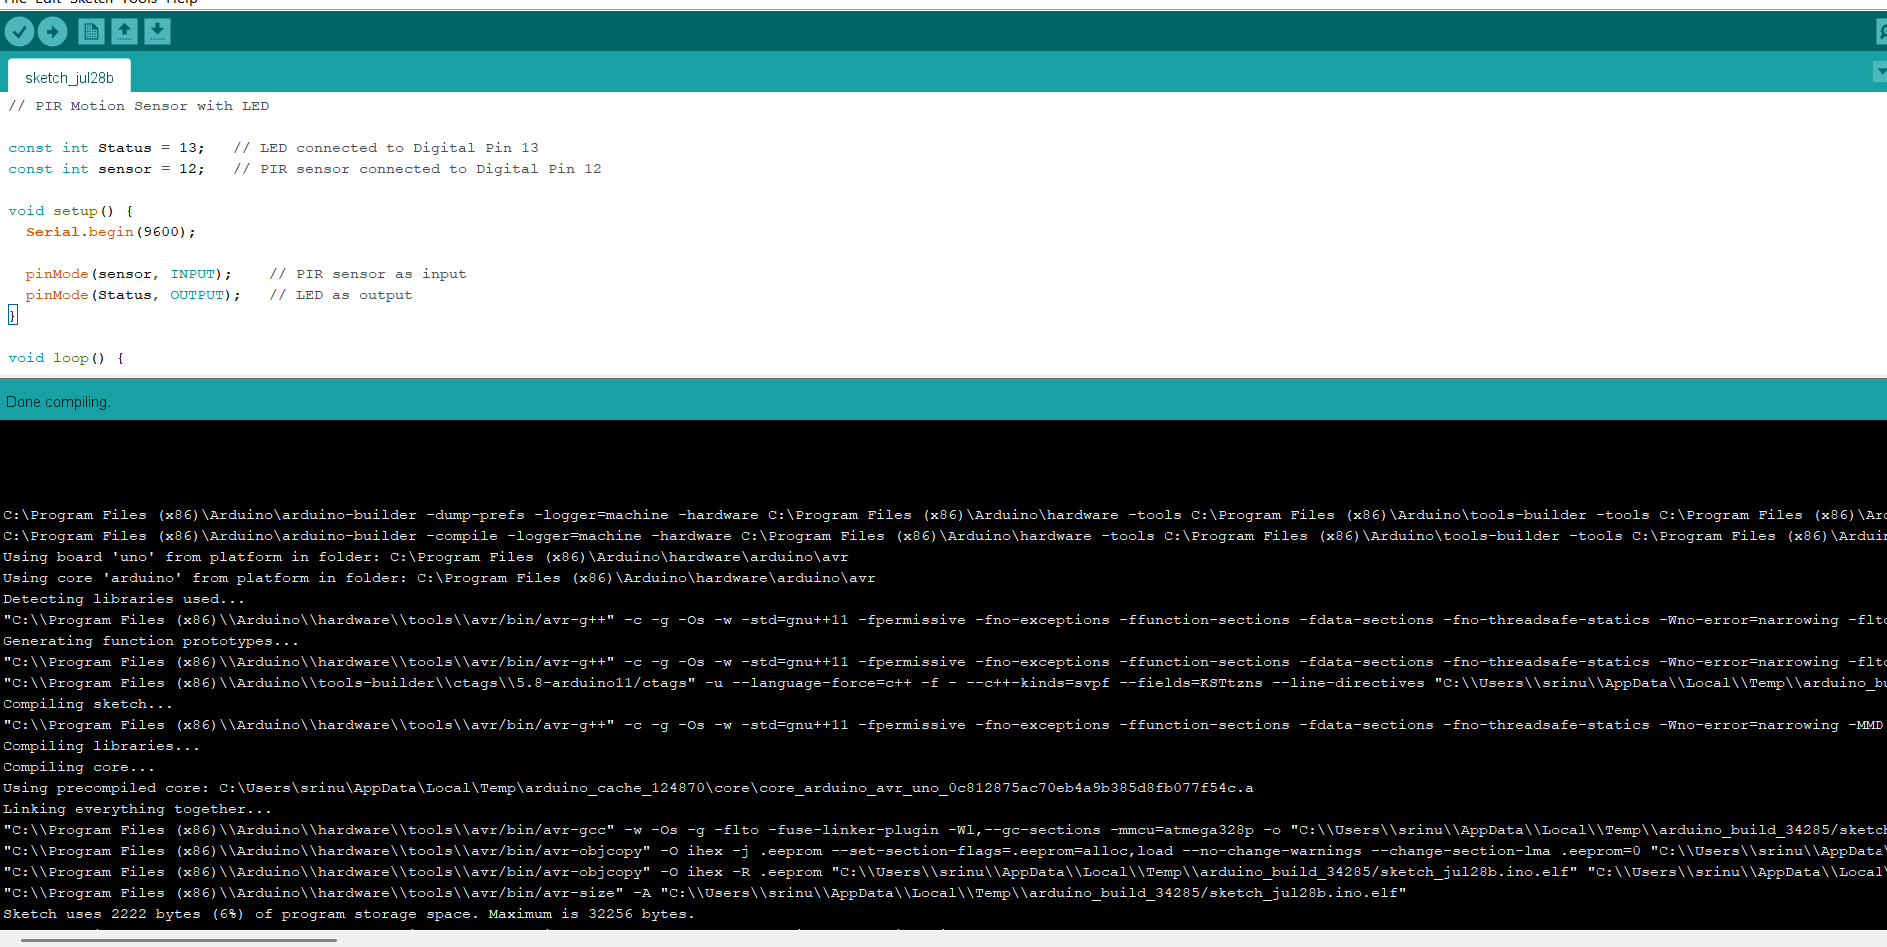 File Edit Sketch Tools Help
sketch_jul28b
// PIR Motion Sensor with LED
const int Status = 13;   // LED connected to Digital Pin 13
const int sensor = 12;   // PIR sensor connected to Digital Pin 12
void setup() {
Serial.begin(9600);
pinMode(sensor, INPUT);    // PIR sensor as input
pinMode(Status, OUTPUT);   // LED as output
}
void loop() {
Done compiling.
C:\Program Files (x86)\Arduino\arduino-builder -dump-prefs -logger=machine -hardware C:\Program Files (x86)\Arduino\hardware -tools C:\Program Files (x86)\Arduino\tools-builder -tools C:\Program Files (x86)\Ard
C:\Program Files (x86)\Arduino\arduino-builder -compile -logger=machine -hardware C:\Program Files (x86)\Arduino\hardware -tools C:\Program Files (x86)\Arduino\tools-builder -tools C:\Program Files (x86)\Arduin
Using board 'uno' from platform in folder: C:\Program Files (x86)\Arduino\hardware\arduino\avr
Using core 'arduino' from platform in folder: C:\Program Files (x86)\Arduino\hardware\arduino\avr
Detecting libraries used...
"C:\\Program Files (x86)\\Arduino\\hardware\\tools\\avr/bin/avr-g++" -c -g -Os -w -std=gnu++11 -fpermissive -fno-exceptions -ffunction-sections -fdata-sections -fno-threadsafe-statics -Wno-error=narrowing -flto
Generating function prototypes...
"C:\\Program Files (x86)\\Arduino\\hardware\\tools\\avr/bin/avr-g++" -c -g -Os -w -std=gnu++11 -fpermissive -fno-exceptions -ffunction-sections -fdata-sections -fno-threadsafe-statics -Wno-error=narrowing -flto
"C:\\Program Files (x86)\\Arduino\\tools-builder\\ctags\\5.8-arduino11/ctags" -u --language-force=c++ -f - --c++-kinds=svpf --fields=KSTtzns --line-directives "C:\\Users\\srinu\\AppData\\Local\\Temp\\arduino_bu
Compiling sketch...
"C:\\Program Files (x86)\\Arduino\\hardware\\tools\\avr/bin/avr-g++" -c -g -Os -w -std=gnu++11 -fpermissive -fno-exceptions -ffunction-sections -fdata-sections -fno-threadsafe-statics -Wno-error=narrowing -MMD
Compiling libraries...
Compiling core...
Using precompiled core: C:\Users\srinu\AppData\Local\Temp\arduino_cache_124870\core\core_arduino_avr_uno_0c812875ac70eb4a9b385d8fb077f54c.a
Linking everything together...
"C:\\Program Files (x86)\\Arduino\\hardware\\tools\\avr/bin/avr-gcc" -w -Os -g -flto -fuse-linker-plugin -Wl,--gc-sections -mmcu=atmega328p -o "C:\\Users\\srinu\\AppData\\Local\\Temp\\arduino_build_34285/sketch
"C:\\Program Files (x86)\\Arduino\\hardware\\tools\\avr/bin/avr-objcopy" -O ihex -j .eeprom --set-section-flags=.eeprom=alloc,load --no-change-warnings --change-section-lma .eeprom=0 "C:\\Users\\srinu\\AppData\
"C:\\Program Files (x86)\\Arduino\\hardware\\tools\\avr/bin/avr-objcopy" -O ihex -R .eeprom "C:\\Users\\srinu\\AppData\\Local\\Temp\\arduino_build_34285/sketch_jul28b.ino.elf" "C:\\Users\\srinu\\AppData\\Local\
"C:\\Program Files (x86)\\Arduino\\hardware\\tools\\avr/bin/avr-size" -A "C:\\Users\\srinu\\AppData\\Local\\Temp\\arduino_build_34285/sketch_jul28b.ino.elf"
Sketch uses 2222 bytes (6%) of program storage space. Maximum is 32256 bytes.